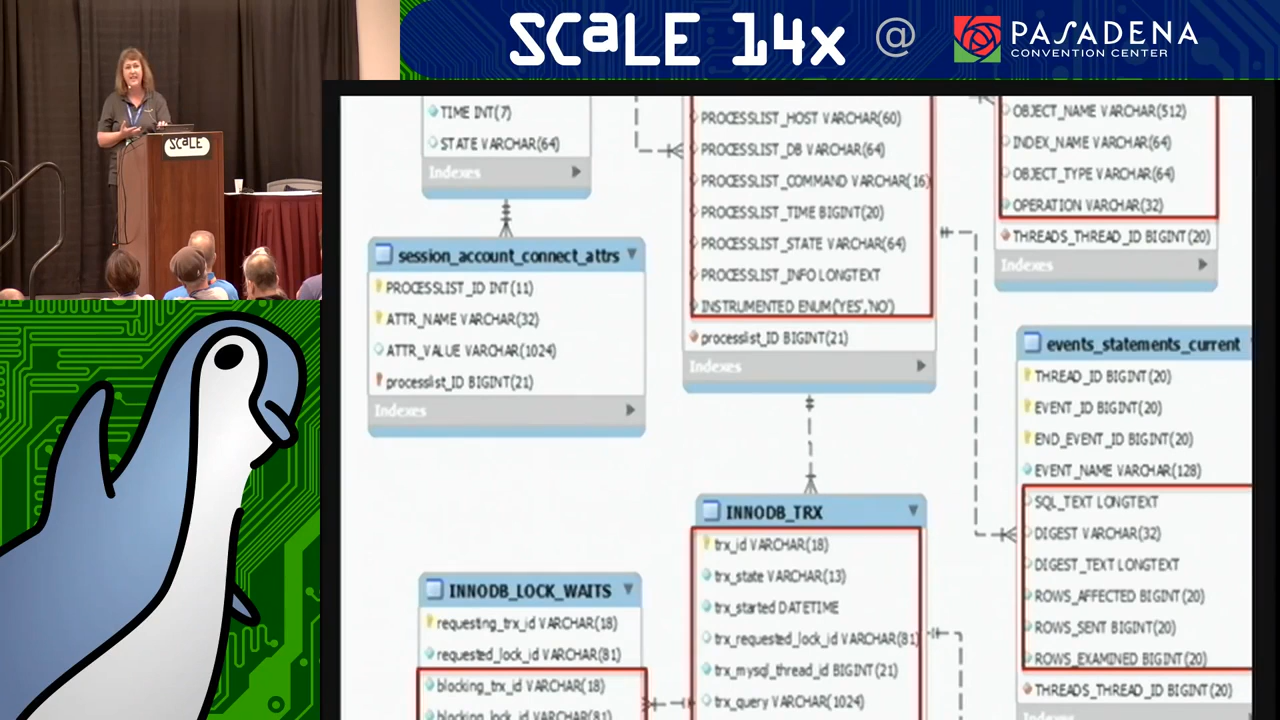 SCALE 14x @ PASADENA
CONVENTION CENTER
SCALE
TIME INT(7)
STATE VARCHAR(64)
Indexes
session_account_connect_attrs
PROCESSLIST_ID INT(11)
ATTR_NAME VARCHAR(32)
ATTR_VALUE VARCHAR(1024)
processlist_ID BIGINT(21)
Indexes
INNODB_LOCK_WAITS
requesting_trx_id VARCHAR(18)
requested_lock_id VARCHAR(81)
blocking_trx_id VARCHAR(18)
blocking_lock_id VARCHAR(81)
PROCESSLIST_HOST VARCHAR(60)
PROCESSLIST_DB VARCHAR(64)
PROCESSLIST_COMMAND VARCHAR(16)
PROCESSLIST_TIME BIGINT(20)
PROCESSLIST_STATE VARCHAR(64)
PROCESSLIST_INFO LONGTEXT
INSTRUMENTED ENUM('YES','NO')
processlist_ID BIGINT(21)
Indexes
INNODB_TRX
trx_id VARCHAR(18)
trx_state VARCHAR(13)
trx_started DATETIME
trx_requested_lock_id VARCHAR(81)
trx_mysql_thread_id BIGINT(21)
trx_query VARCHAR(1024)
OBJECT_NAME VARCHAR(512)
INDEX_NAME VARCHAR(64)
OBJECT_TYPE VARCHAR(64)
OPERATION VARCHAR(32)
THREADS_THREAD_ID BIGINT(20)
Indexes
events_statements_current
THREAD_ID BIGINT(20)
EVENT_ID BIGINT(20)
END_EVENT_ID BIGINT(20)
EVENT_NAME VARCHAR(128)
SQL_TEXT LONGTEXT
DIGEST VARCHAR(32)
DIGEST_TEXT LONGTEXT
ROWS_AFFECTED BIGINT(20)
ROWS_SENT BIGINT(20)
ROWS_EXAMINED BIGINT(20)
THREADS_THREAD_ID BIGINT(20)